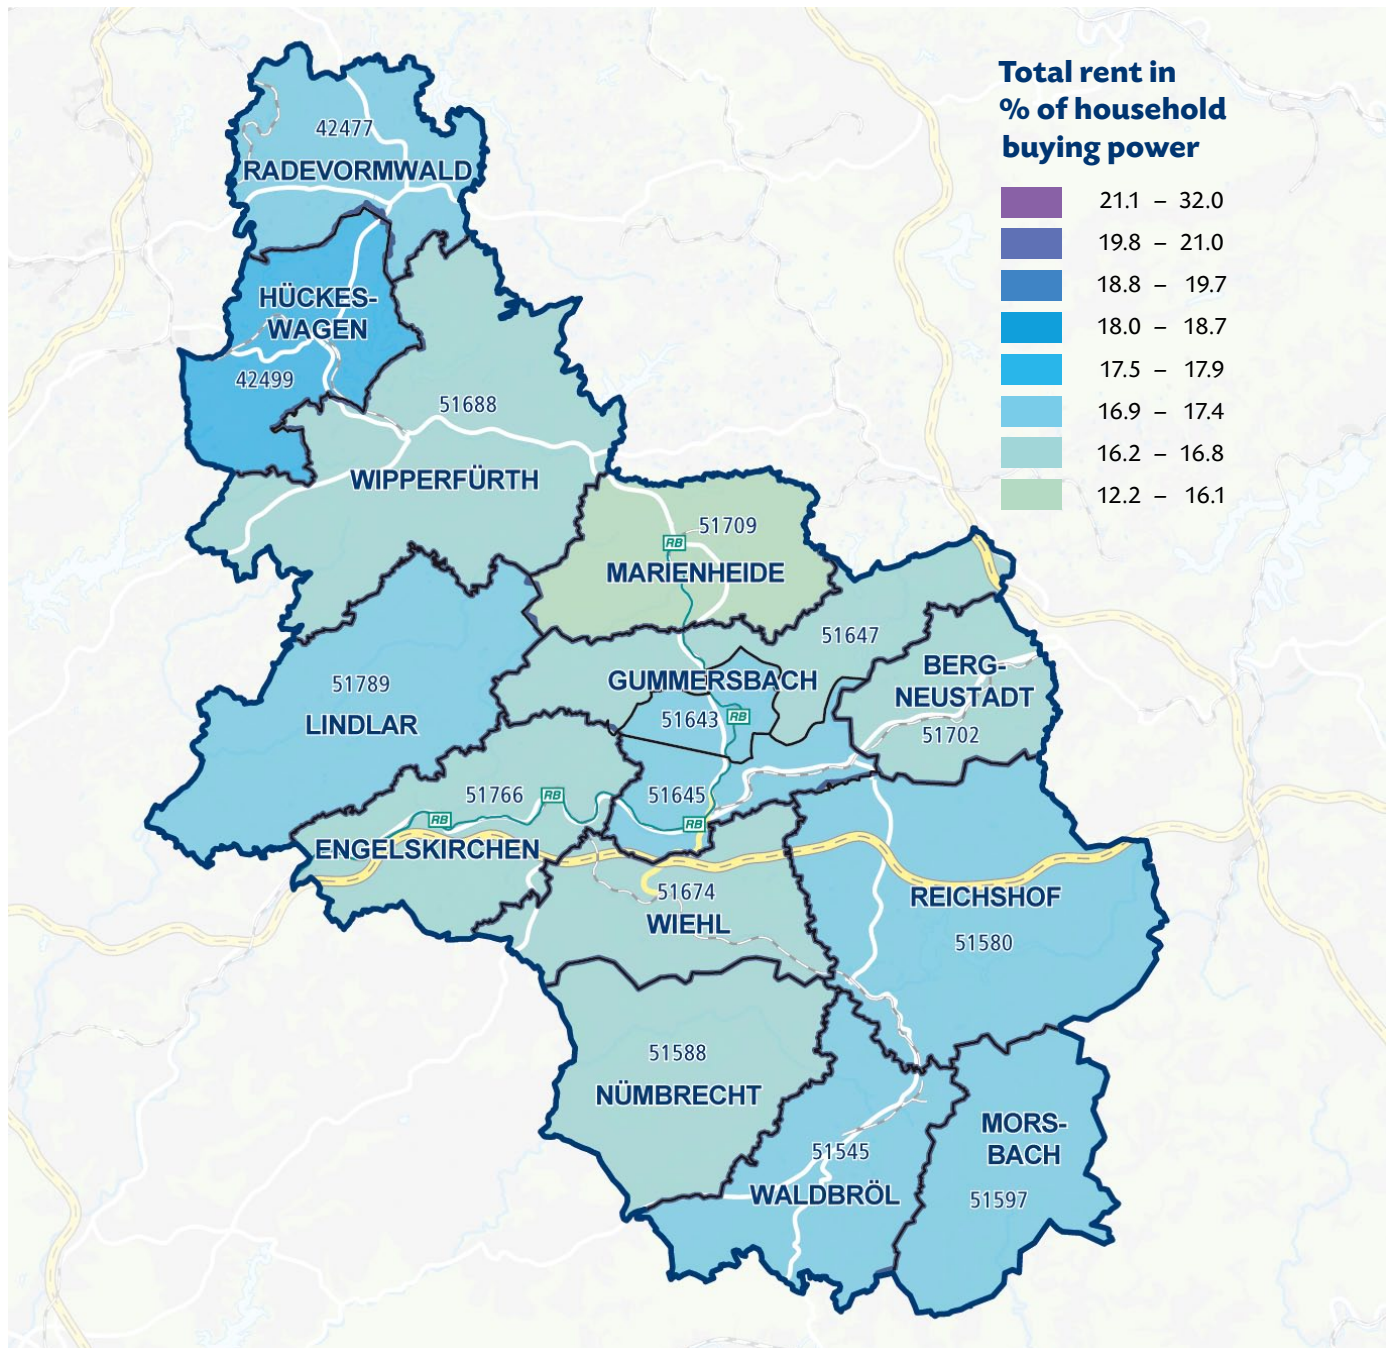 Total rent in
% of household
buying power
21.1 – 32.0
19.8 – 21.0
18.8 – 19.7
18.0 – 18.7
17.5 – 17.9
16.9 – 17.4
16.2 – 16.8
12.2 – 16.1
42477
RADEVORMWALD
HÜCKES-
WAGEN
42499
51688
WIPPERFÜRTH
51709
RB
MARIENHEIDE
51647
GUMMERSBACH
51643
RB
BERG-
NEUSTADT
51702
51789
LINDLAR
51766
RB
RB
ENGELSKIRCHEN
51645
RB
51674
WIEHL
REICHSHOF
51580
51588
NÜMBRECHT
51545
WALDBRÖL
MORS-
BACH
51597